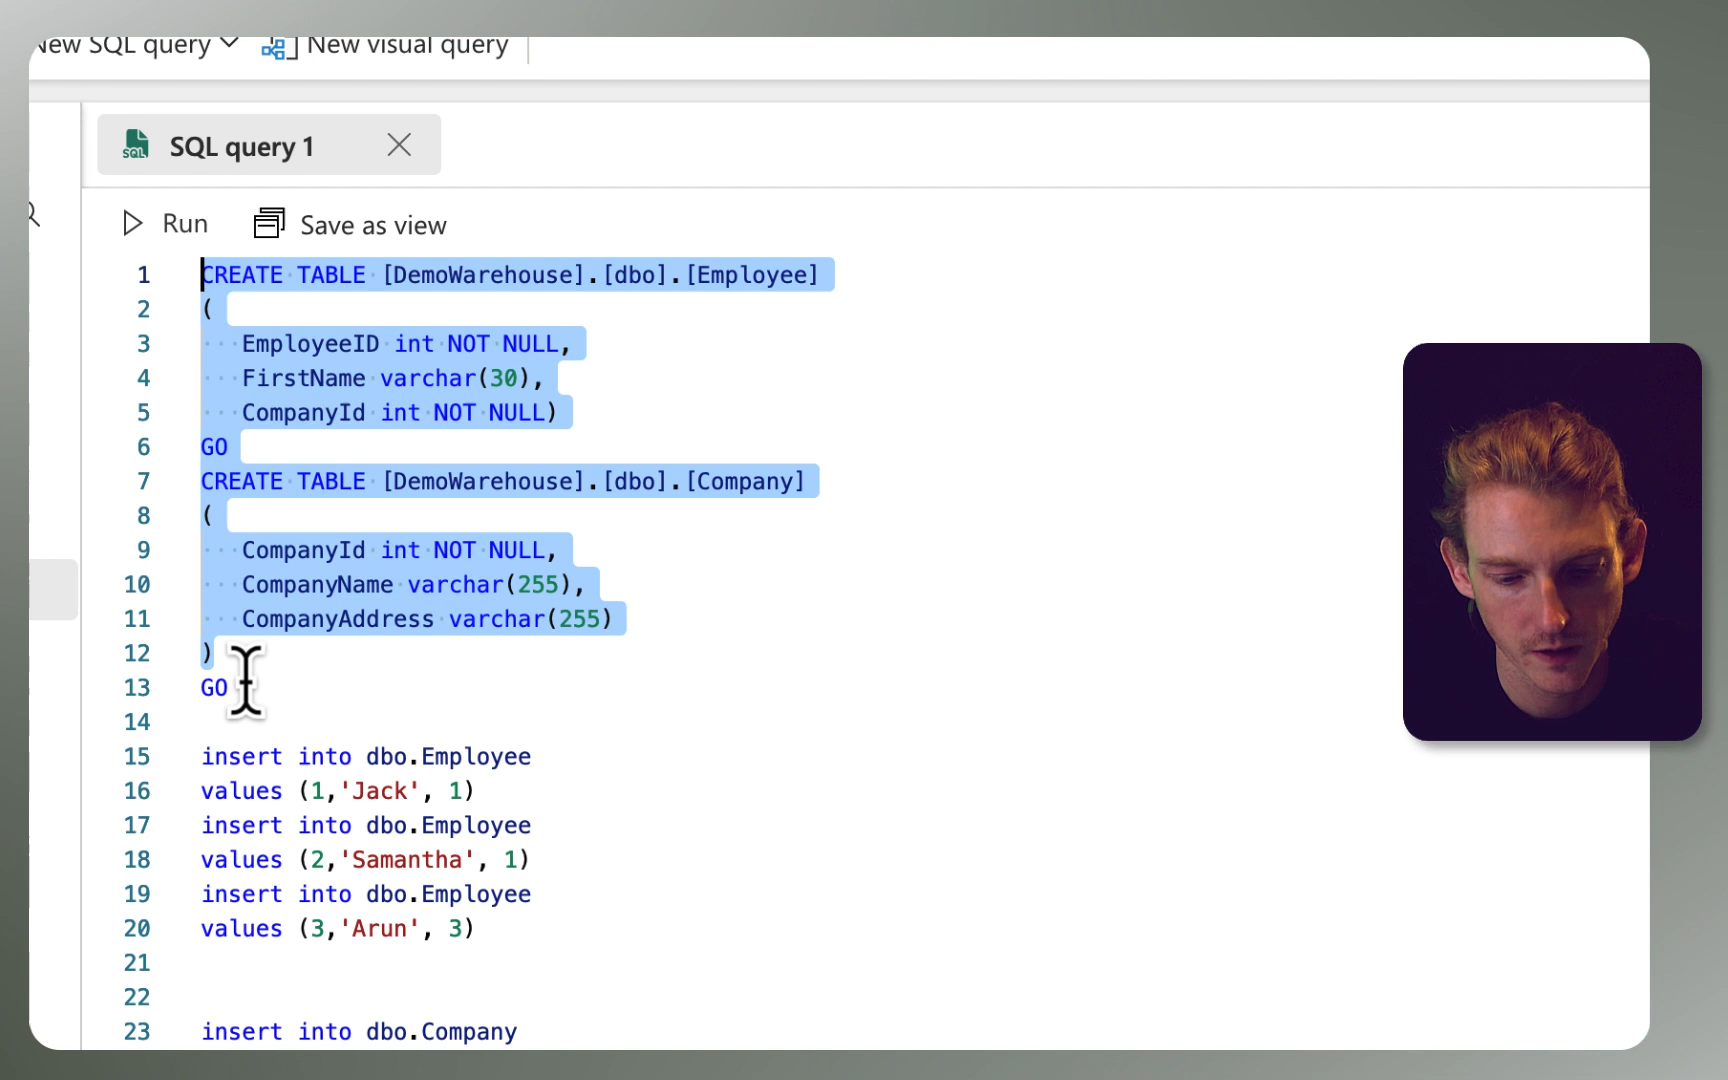 New SQL query
New visual query
SQL
SQL query 1
Run
Save as view
1 CREATE TABLE [DemoWarehouse].[dbo].[Employee]
2 (
3 EmployeeID int NOT NULL,
4 FirstName varchar(30),
5 CompanyId int NOT NULL)
6 GO
7 CREATE TABLE [DemoWarehouse].[dbo].[Company]
8 (
9 CompanyId int NOT NULL,
10 CompanyName varchar(255),
11 CompanyAddress varchar(255)
12 )
13 GO
14
15 insert into dbo.Employee
16 values (1,'Jack', 1)
17 insert into dbo.Employee
18 values (2,'Samantha', 1)
19 insert into dbo.Employee
20 values (3,'Arun', 3)
21
22
23 insert into dbo.Company